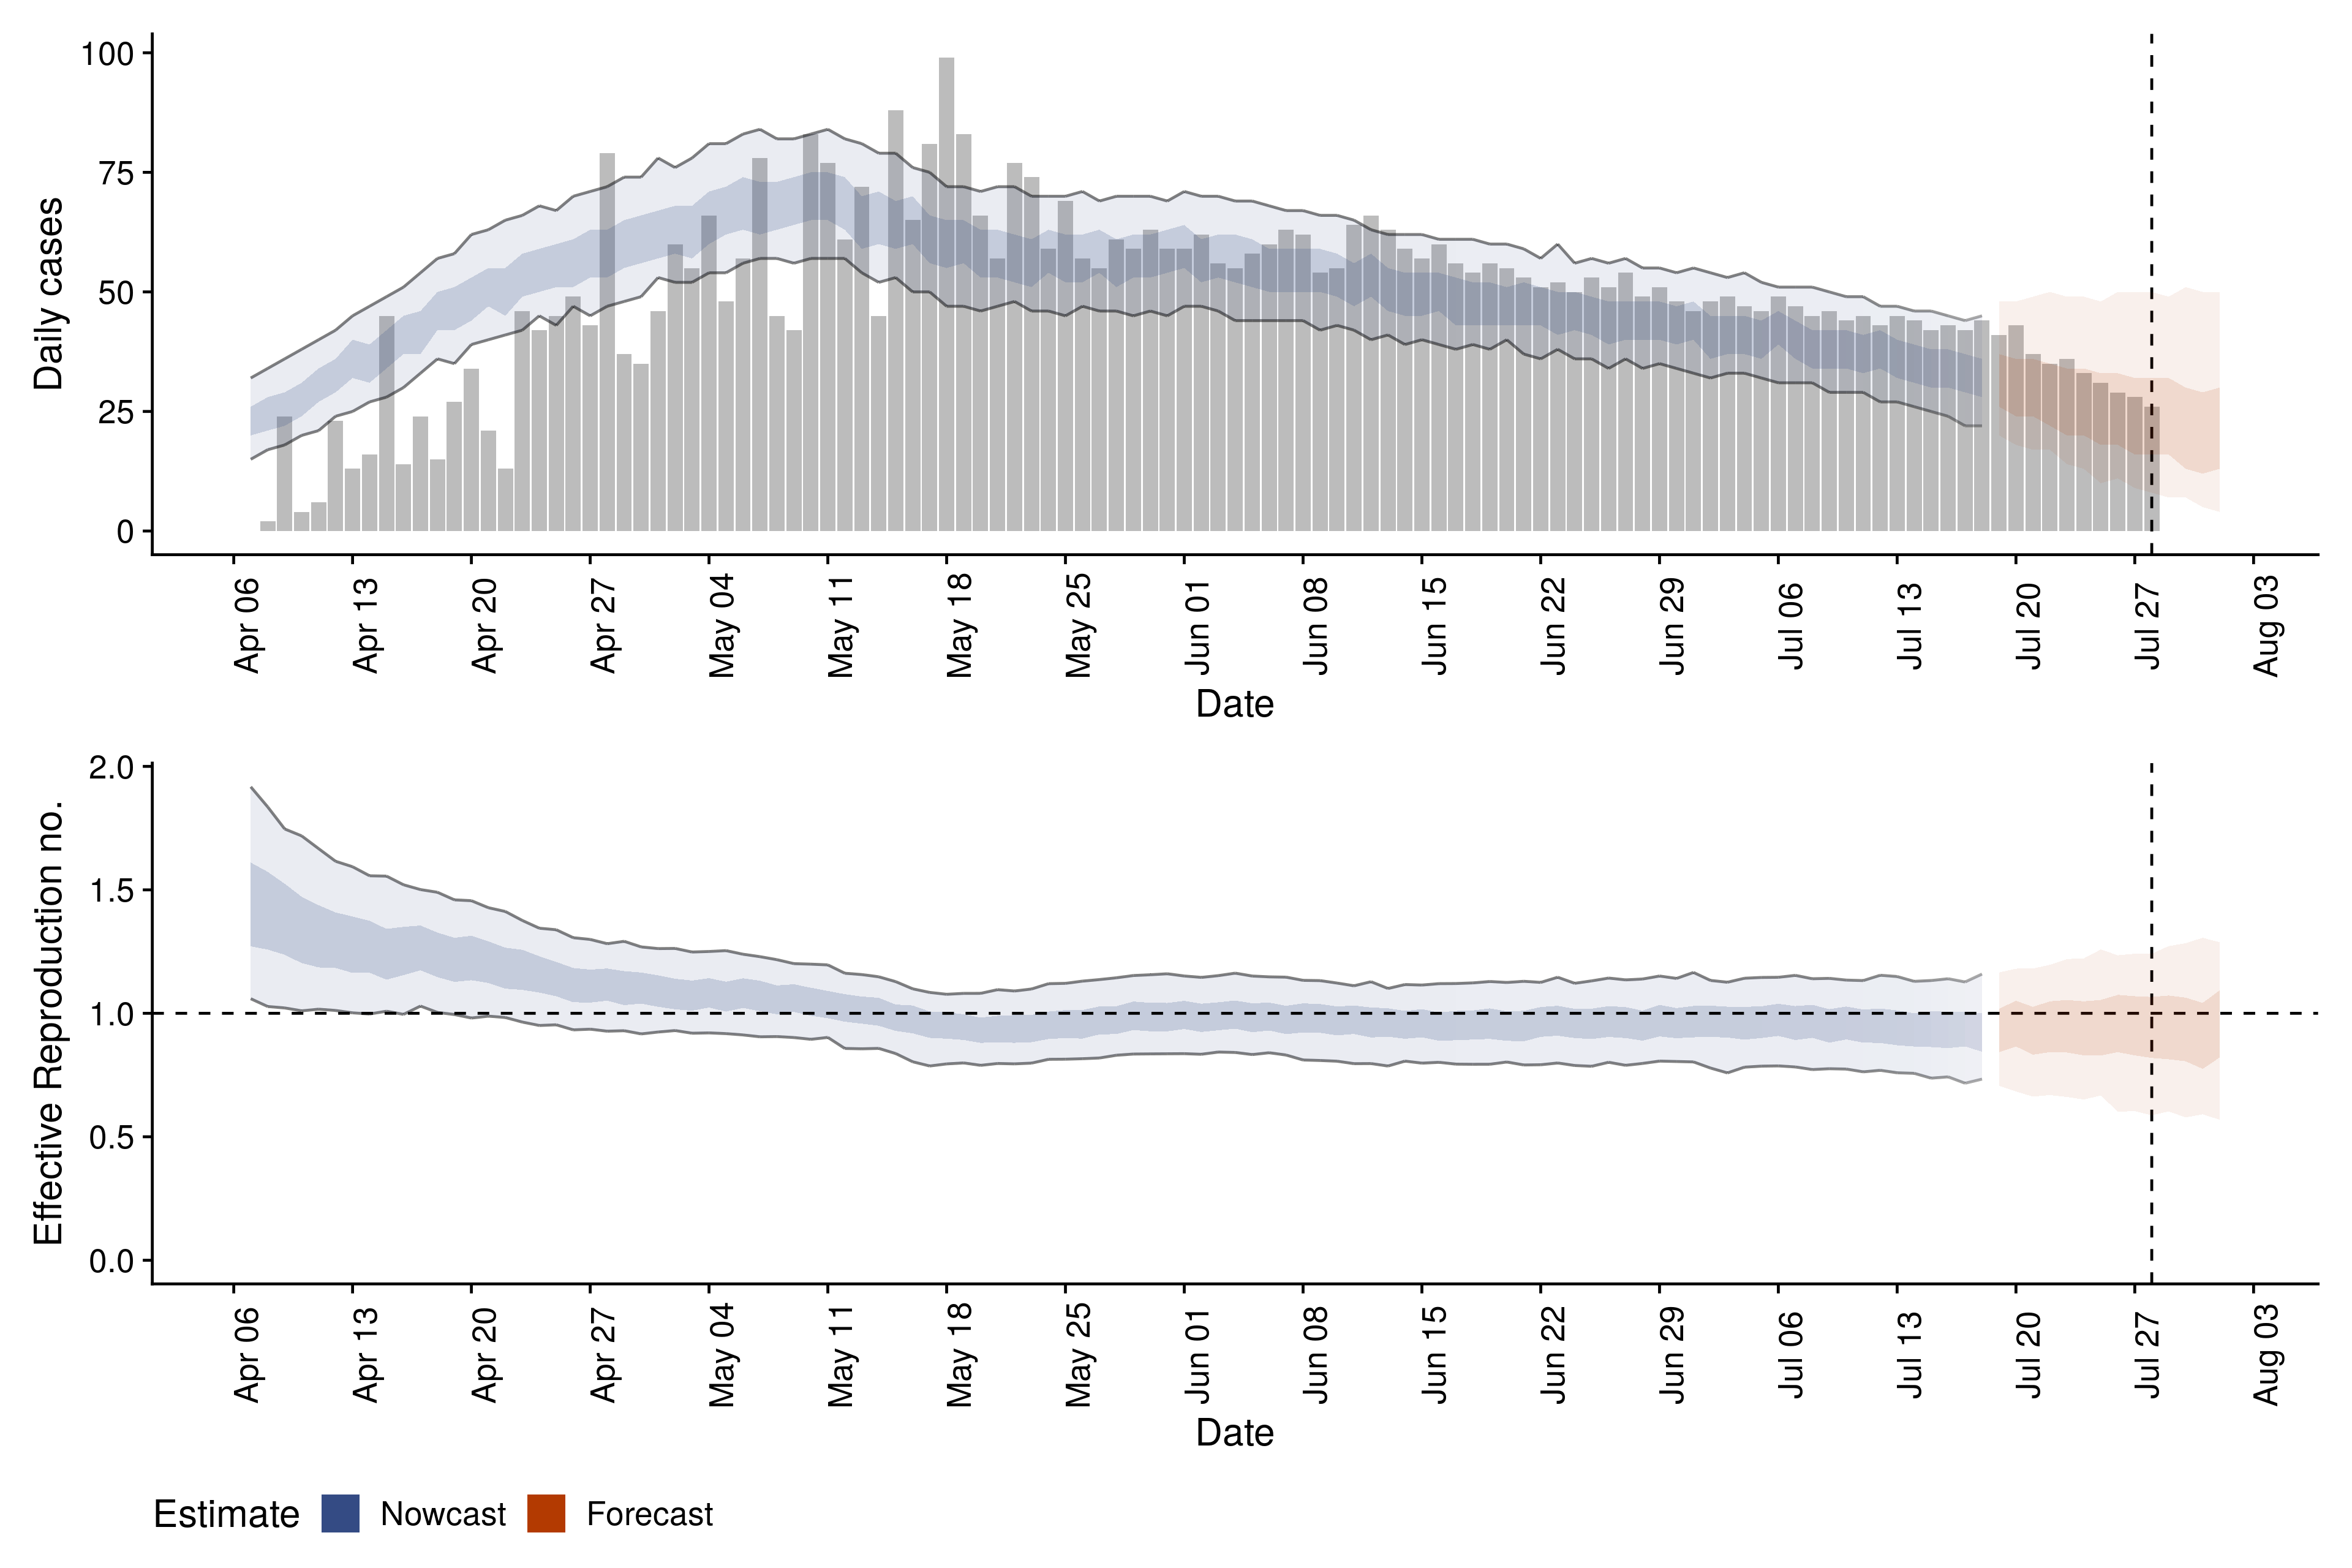 100
75
50
25
0
Daily cases
Apr 06
Apr 13
Apr 20
Apr 27
May 04
May 11
May 18
May 25
Jun 01
Jun 08
Jun 15
Jun 22
Jun 29
Jul 06
Jul 13
Jul 20
Jul 27
Aug 03
Date
2.0
1.5
1.0
0.5
0.0
Effective Reproduction no.
Apr 06
Apr 13
Apr 20
Apr 27
May 04
May 11
May 18
May 25
Jun 01
Jun 08
Jun 15
Jun 22
Jun 29
Jul 06
Jul 13
Jul 20
Jul 27
Aug 03
Date
Estimate Nowcast Forecast